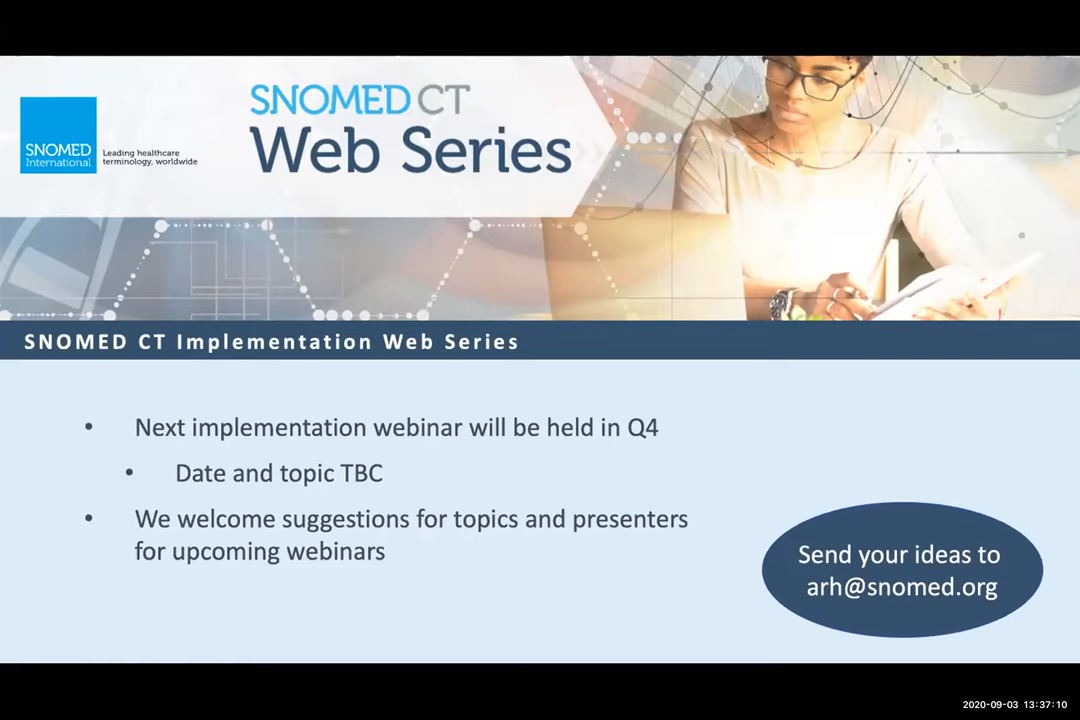 SNOMED CT
Web Series
SNOMED
International
Leading healthcare
terminology, worldwide
SNOMED CT Implementation Web Series
• Next implementation webinar will be held in Q4
• Date and topic TBC
• We welcome suggestions for topics and presenters
for upcoming webinars
Send your ideas to
arh@snomed.org
2020-09-03 13:37:10